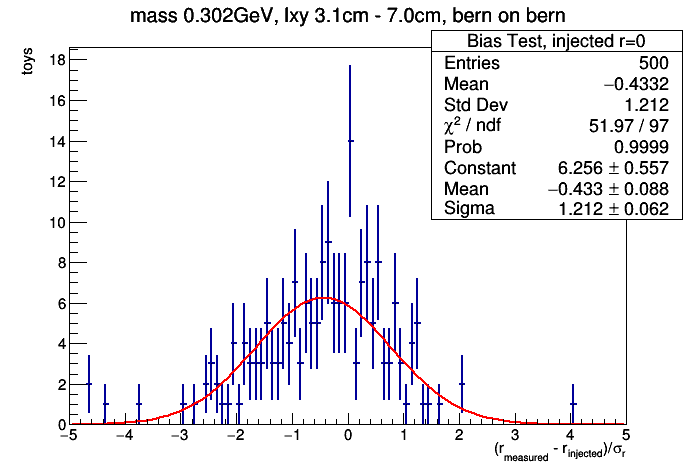 mass 0.302GeV, lxy 3.1cm - 7.0cm, bern on bern
toys
Bias Test, injected r=0
Entries 500
Mean −0.4332
Std Dev 1.212
χ² / ndf 51.97 / 97
Prob 0.9999
Constant 6.256 ± 0.557
Mean −0.433 ± 0.088
Sigma 1.212 ± 0.062
18
16
14
12
10
8
6
4
2
0
−5 −4 −3 −2 −1 0 1 2 3 4 5
(r_measured - r_injected)/σ_r